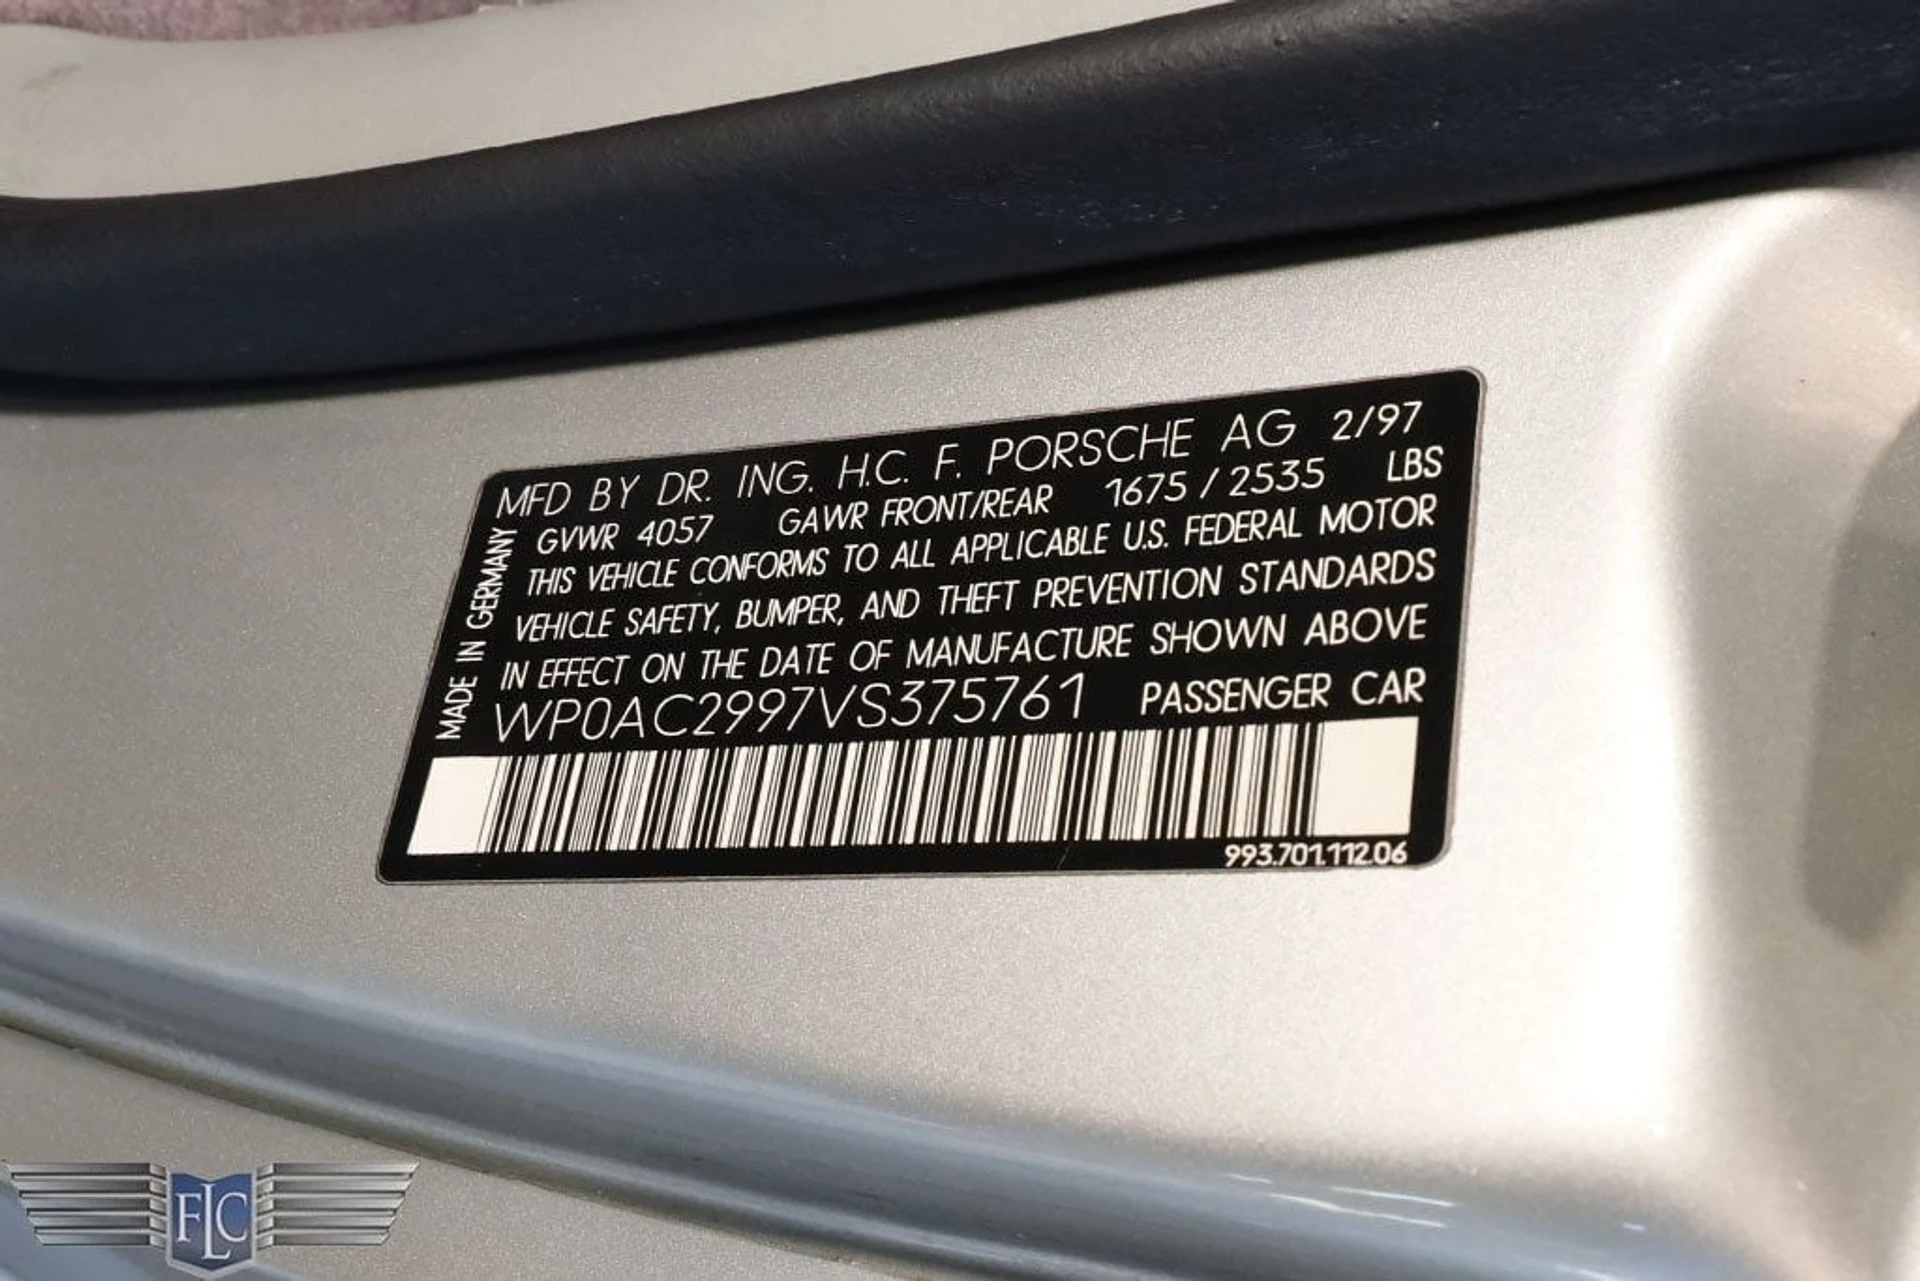 MFD BY DR. ING. H.C. F. PORSCHE AG 2/97
GVWR 4057 GAWR FRONT/REAR 1675 / 2535 LBS
THIS VEHICLE CONFORMS TO ALL APPLICABLE U.S. FEDERAL MOTOR
VEHICLE SAFETY, BUMPER, AND THEFT PREVENTION STANDARDS
IN EFFECT ON THE DATE OF MANUFACTURE SHOWN ABOVE
WP0AC2997VS375761 PASSENGER CAR
MADE IN GERMANY
993.701.112.06
FLC